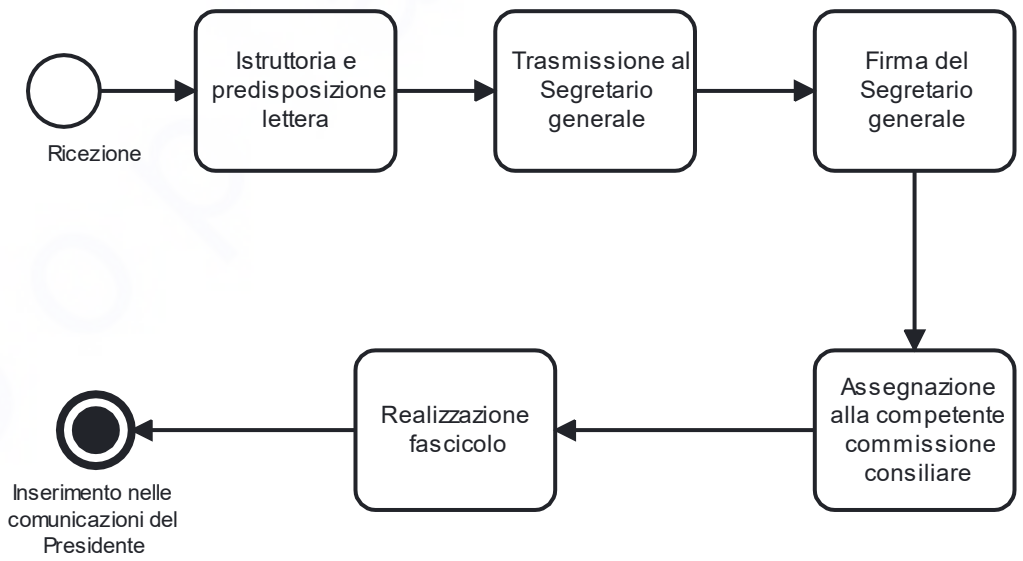 Ricezione
Istruttoria e
predisposizione
lettera
Trasmissione al
Segretario
generale
Firma del
Segretario
generale
Assegnazione
alla competente
commissione
consiliare
Realizzazione
fascicolo
Inserimento nelle
comunicazioni del
Presidente